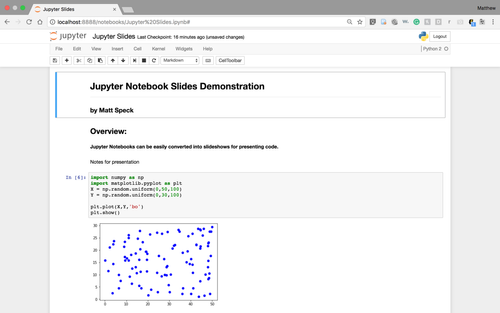 Jupyter Slides
Matthew
localhost:8888/notebooks/Jupyter%20Slides.ipynb#
jupyter Jupyter Slides Last Checkpoint: 16 minutes ago (unsaved changes)
Logout
File Edit View Insert Cell Kernel Widgets Help
Python 2
Markdown
CellToolbar
Jupyter Notebook Slides Demonstration
by Matt Speck
Overview:
Jupyter Notebooks can be easily converted into slideshows for presenting code.
Notes for presentation
In [6]: import numpy as np
import matplotlib.pyplot as plt
X = np.random.uniform(0,50,100)
Y = np.random.uniform(0,30,100)
plt.plot(X,Y,'bo')
plt.show()
30
25
20
15
10
5
0
0 10 20 30 40 50